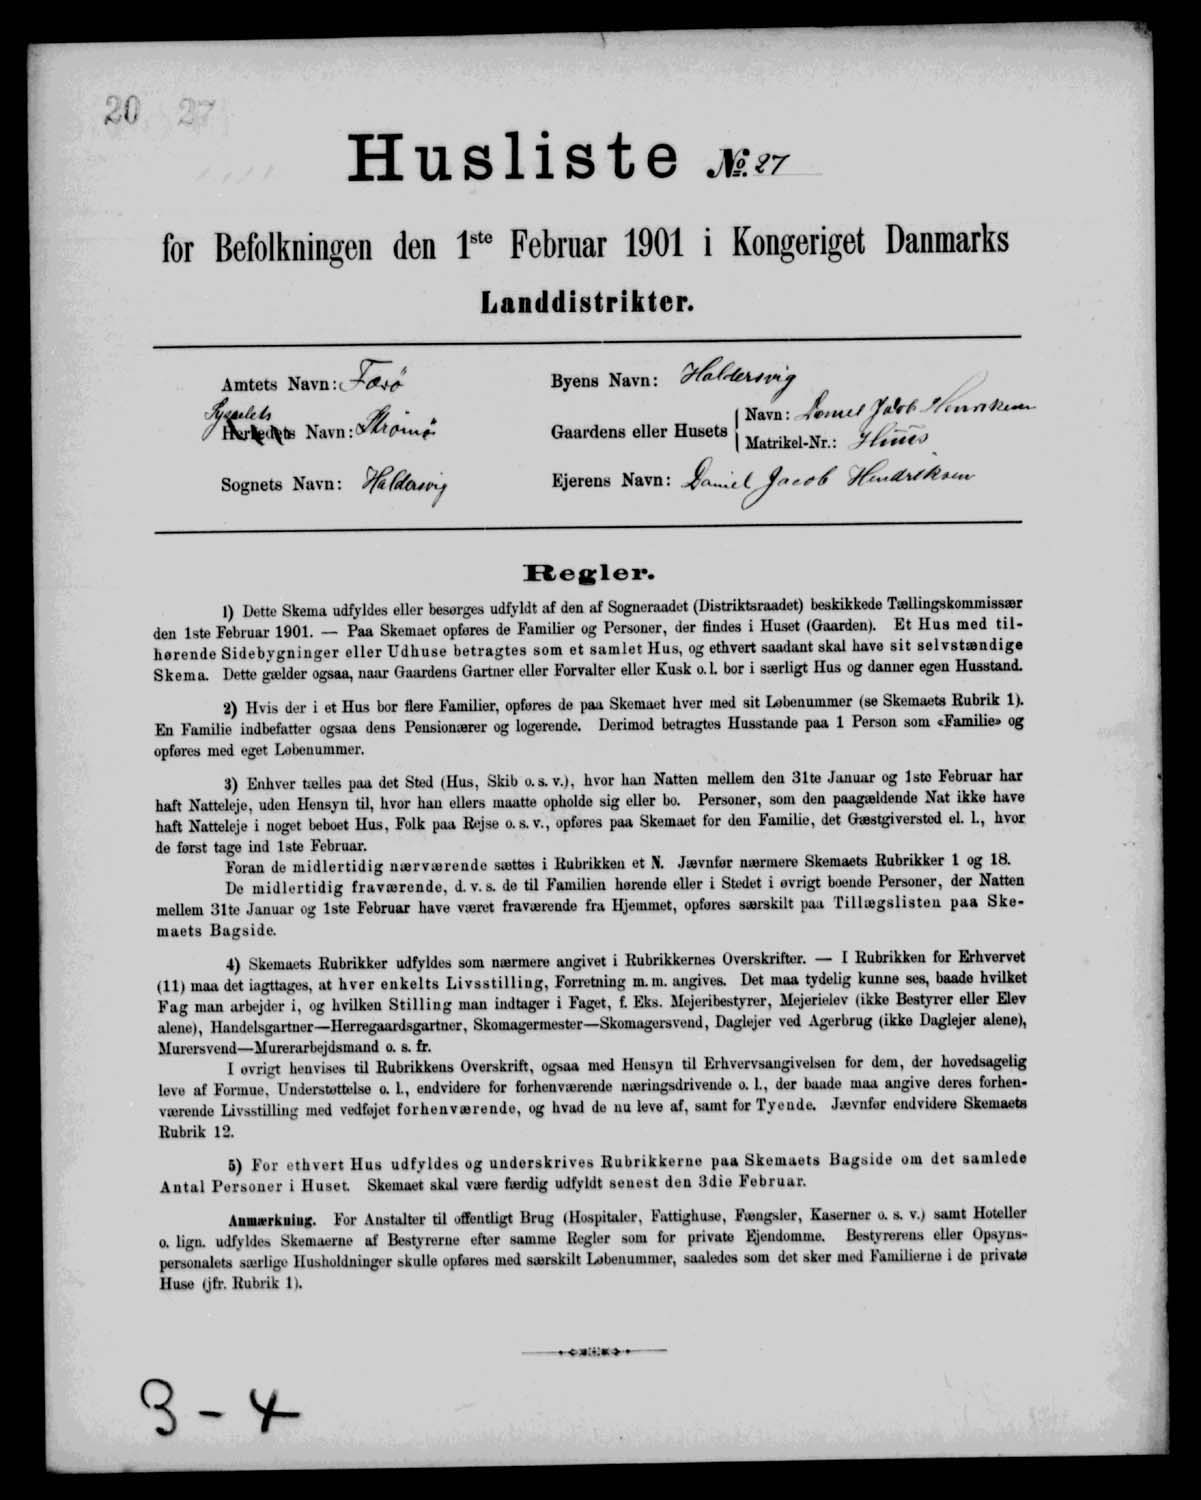 20 27
Husliste No. 27
for Befolkningen den 1ste Februar 1901 i Kongeriget Danmarks
Landdistrikter.
Amtets Navn: Færø
Byens Navn: Haldersvig
Sysselets
Herredets Navn: Strømø
Gaardens eller Husets
Navn: Daniel Jacob Henriksen
Matrikel-Nr.: Huus
Sognets Navn: Haldersvig
Ejerens Navn: Daniel Jacob Hendriksen
Regler.
1) Dette Skema udfyldes eller besørges udfyldt af den af Sogneraadet (Distriktsraadet) beskikkede Tællingskommissær
den 1ste Februar 1901. — Paa Skemaet opføres de Familier og Personer, der findes i Huset (Gaarden). Et Hus med til-
hørende Sidebygninger eller Udhuse betragtes som et samlet Hus, og ethvert saadant skal have sit selvstændige
Skema. Dette gælder ogsaa, naar Gaardens Gartner eller Forvalter eller Kusk o. l. bor i særligt Hus og danner egen Husstand.
2) Hvis der i et Hus bor flere Familier, opføres de paa Skemaet hver med sit Løbenummer (se Skemaets Rubrik 1).
En Familie indbefatter ogsaa dens Pensionærer og logerende. Derimod betragtes Husstande paa 1 Person som «Familie» og
opføres med eget Løbenummer.
3) Enhver tælles paa det Sted (Hus, Skib o. s. v.), hvor han Natten mellem den 31te Januar og 1ste Februar har
haft Natteleje, uden Hensyn til, hvor han ellers maatte opholde sig eller bo. Personer, som den paagældende Nat ikke have
haft Natteleje i noget beboet Hus, Folk paa Rejse o. s. v., opføres paa Skemaet for den Familie, det Gæstgiversted el. l., hvor
de først tage ind 1ste Februar.
Foran de midlertidig nærværende sættes i Rubrikken et N. Jævnfør nærmere Skemaets Rubrikker 1 og 18.
De midlertidig fraværende, d. v. s. de til Familien hørende eller i Stedet i øvrigt boende Personer, der Natten
mellem 31te Januar og 1ste Februar have været fraværende fra Hjemmet, opføres særskilt paa Tillægslisten paa Ske-
maets Bagside.
4) Skemaets Rubrikker udfyldes som nærmere angivet i Rubrikkernes Overskrifter. — I Rubrikken for Erhvervet
(11) maa det iagttages, at hver enkelts Livsstilling, Forretning m. m. angives. Det maa tydelig kunne ses, baade hvilket
Fag man arbejder i, og hvilken Stilling man indtager i Faget, f. Eks. Mejeribestyrer, Mejerielev (ikke Bestyrer eller Elev
alene), Handelsgartner—Herregaardsgartner, Skomagermester—Skomagersvend, Daglejer ved Agerbrug (ikke Daglejer alene),
Murersvend—Murerarbejdsmand o. s. fr.
I øvrigt henvises til Rubrikkens Overskrift, ogsaa med Hensyn til Erhvervsangivelsen for dem, der hovedsagelig
leve af Formue, Understøttelse o. l., endvidere for forhenværende næringsdrivende o. l., der baade maa angive deres forhen-
værende Livsstilling med vedføjet forhenværende, og hvad de nu leve af, samt for Tyende. Jævnfør endvidere Skemaets
Rubrik 12.
5) For ethvert Hus udfyldes og underskrives Rubrikkerne paa Skemaets Bagside om det samlede
Antal Personer i Huset. Skemaet skal være færdig udfyldt senest den 3die Februar.
Anmærkning. For Anstalter til offentligt Brug (Hospitaler, Fattighuse, Fængsler, Kaserner o. s. v.) samt Hoteller
o. lign. udfyldes Skemaerne af Bestyrerne efter samme Regler som for private Ejendomme. Bestyrerens eller Opsyns-
personalets særlige Husholdninger skulle opføres med særskilt Løbenummer, saaledes som det sker med Familierne i de private
Huse (jfr. Rubrik 1).
3-4